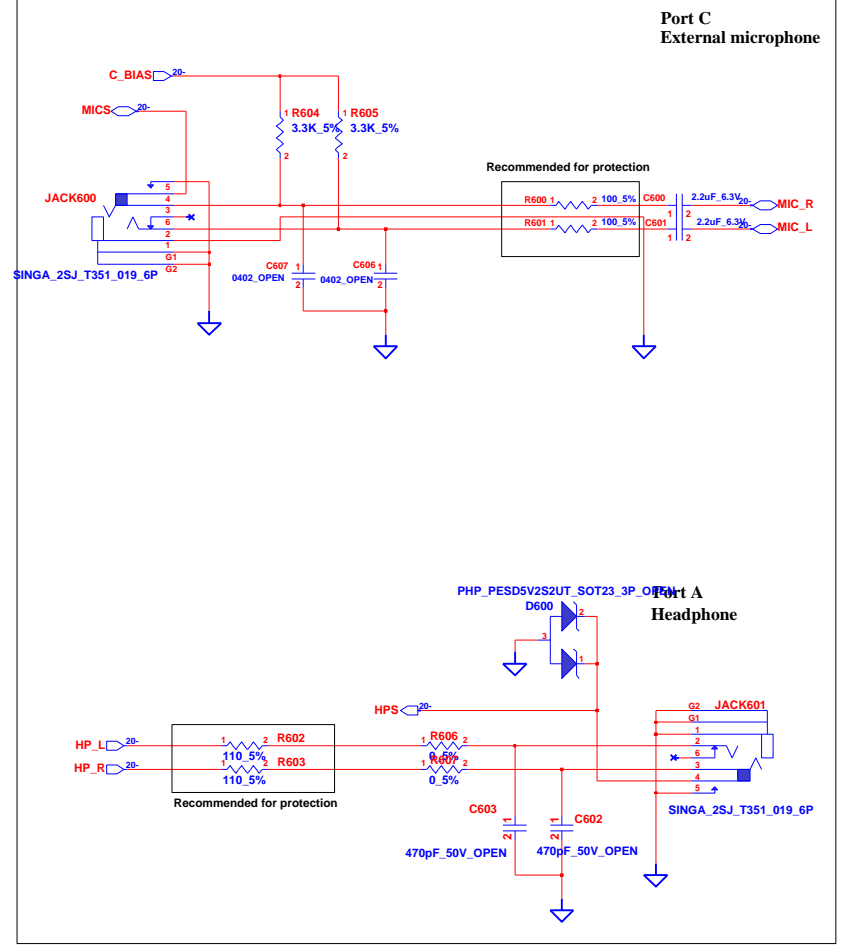 Port C
External microphone
C_BIAS 20-
MICS 20-
1 R604 1 R605
3.3K_5% 3.3K_5%
2 2
Recommended for protection
JACK600
5
4
3
6
2
1
G1
G2
SINGA_2SJ_T351_019_6P
R600 1 2 100_5% C600 2.2uF_6.3V 20- MIC_R
1 2
R601 1 2 100_5% C601 2.2uF_6.3V 20- MIC_L
1 2
C607 1 C606 1
0402_OPEN 2 0402_OPEN 2
PHP_PESD5V2S2UT_SOT23_3P_OPEN
Port A
D600
Headphone
2
3
1
HPS 20-
G2 JACK601
G1
1
2
6
3
4
5
SINGA_2SJ_T351_019_6P
HP_L 20- 1 2 R602 R606 1 2
110_5% 0_5%
HP_R 20- 1 2 R603 R607 1 2
110_5% 0_5%
Recommended for protection
C603 1 2 C602 1 2
470pF_50V_OPEN 470pF_50V_OPEN